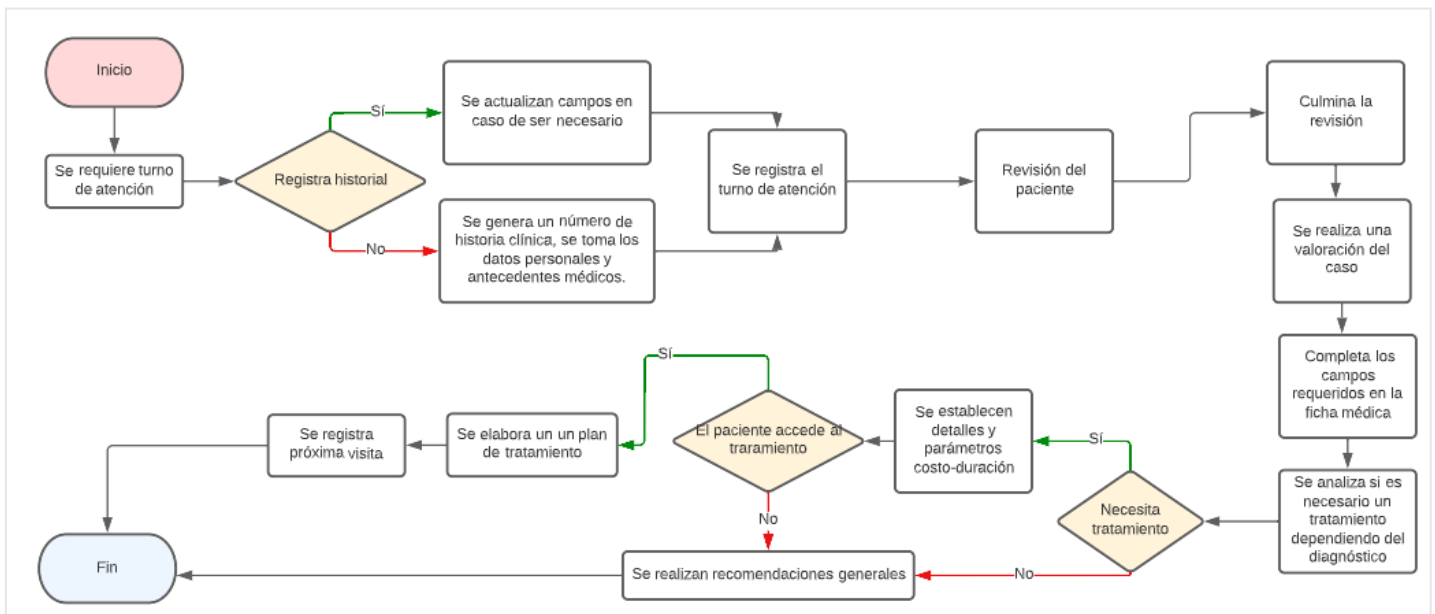 Inicio
Se requiere turno
de atención
Registra historial
Sí
Se actualizan campos en
caso de ser necesario
No
Se genera un número de
historia clínica, se toma los
datos personales y
antecedentes médicos.
Se registra el
turno de atención
Revisión del
paciente
Culmina la
revisión
Se realiza una
valoración del
caso
Completa los
campos
requeridos en la
ficha médica
Se analiza si es
necesario un
tratamiento
dependiendo del
diagnóstico
Necesita
tratamiento
Sí
Se establecen
detalles y
parámetros
costo-duración
El paciente accede al
traramiento
Sí
Se elabora un un plan
de tratamiento
Se registra
próxima visita
No
No
Se realizan recomendaciones generales
Fin